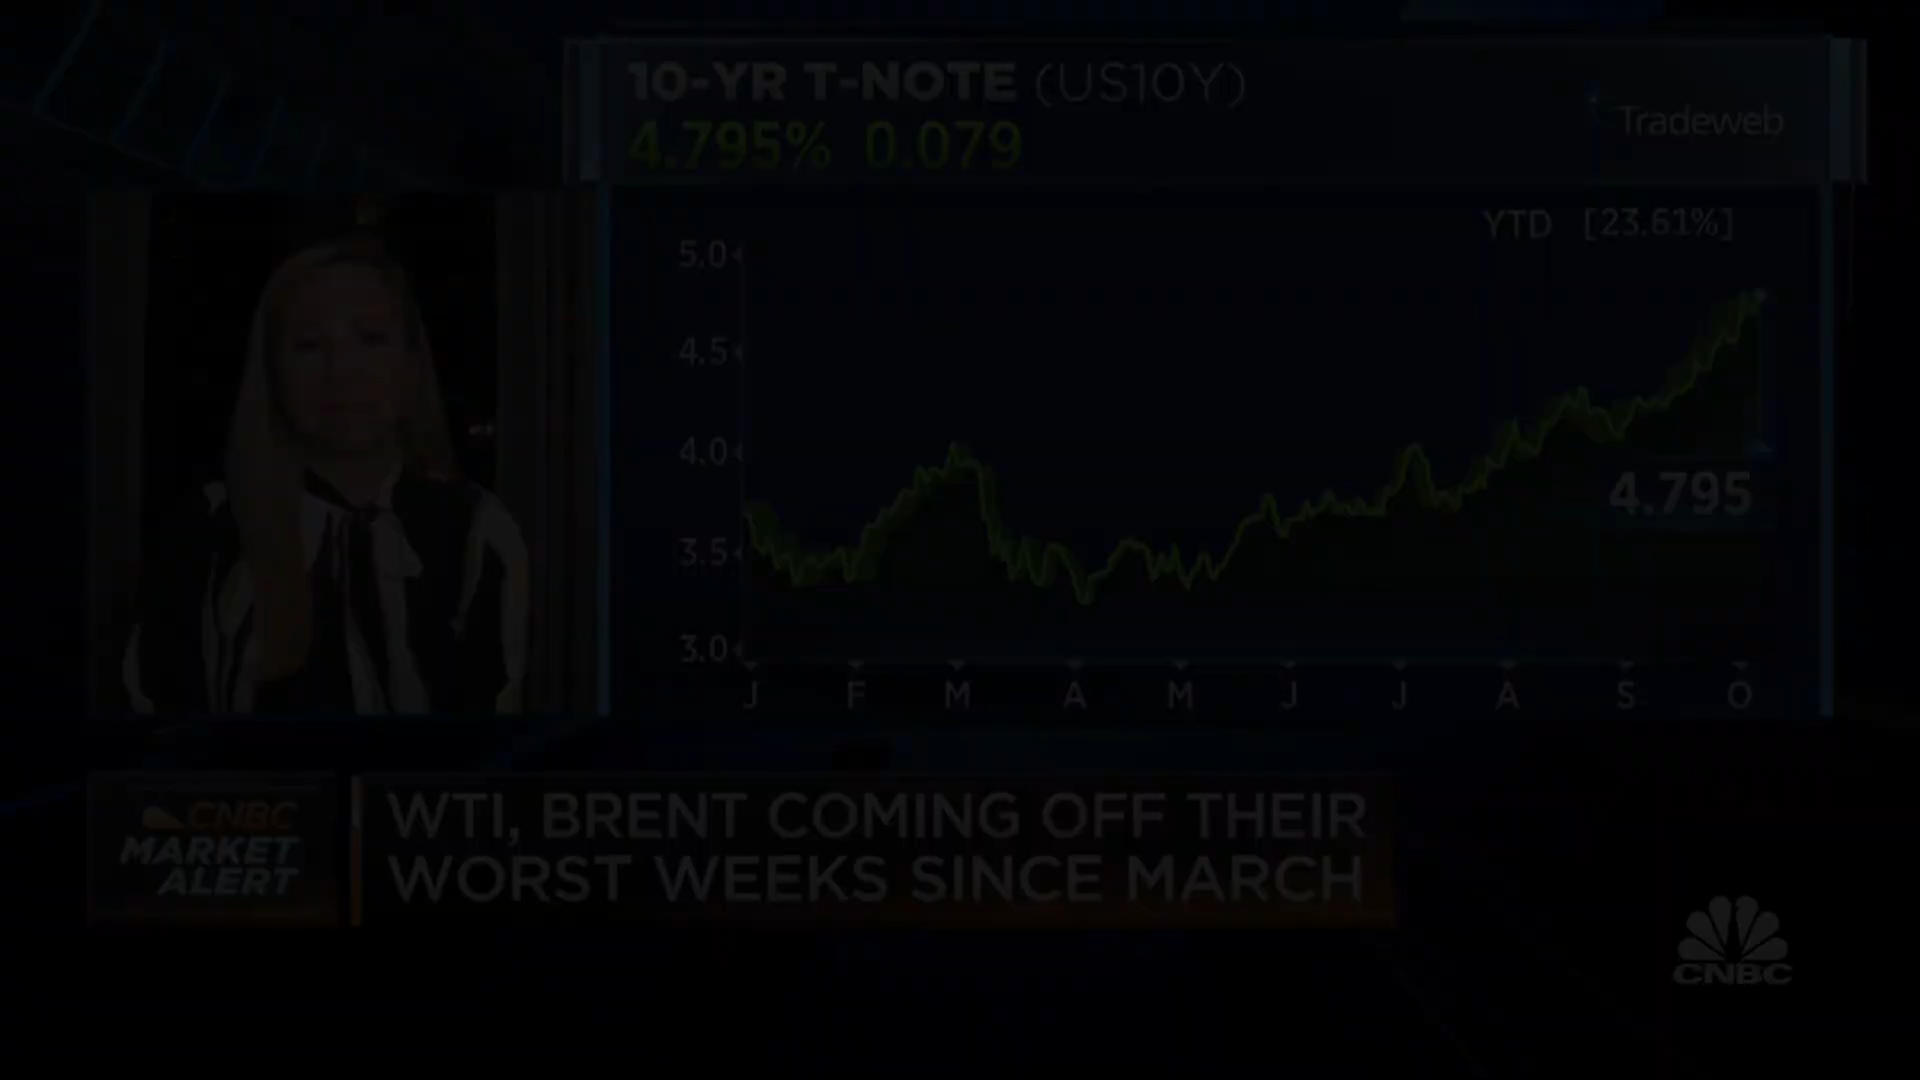 10-YR T-NOTE (US10Y)
4.795% 0.079
Tradeweb
YTD [23.61%]
5.0
4.5
4.0
3.5
3.0
4.795
J F M A M J J A S O
CNBC
MARKET
ALERT
WTI, BRENT COMING OFF THEIR
WORST WEEKS SINCE MARCH
CNBC